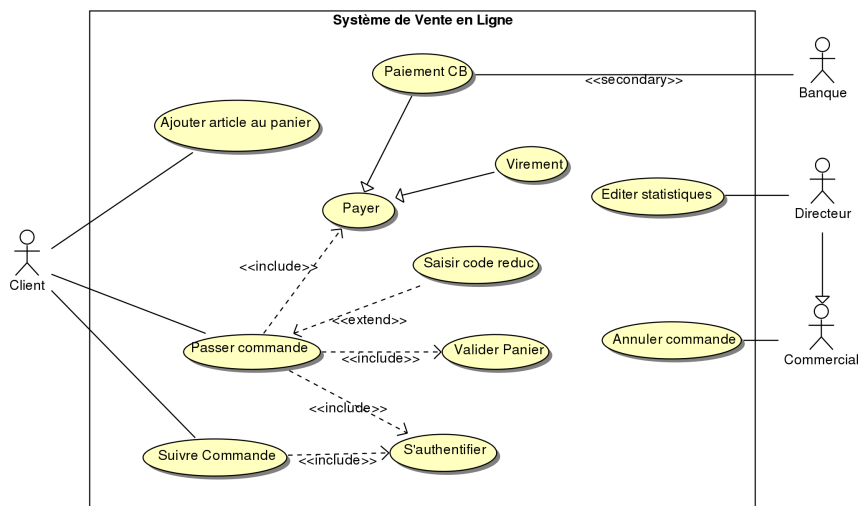 Système de Vente en Ligne
Paiement CB
<<secondary>>
Banque
Ajouter article au panier
Virement
Editer statistiques
Payer
Directeur
Client
<<include>>
Saisir code reduc
<<extend>>
Passer commande
<<include>>
Valider Panier
Annuler commande
Commercial
<<include>>
Suivre Commande
<<include>>
S'authentifier